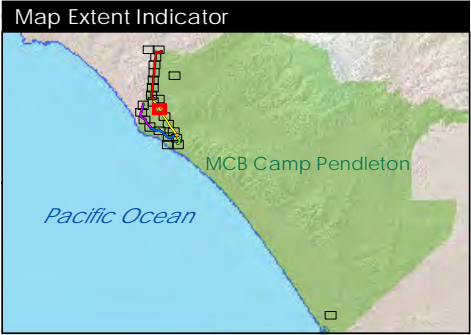 Map Extent Indicator
MCB Camp Pendleton
Pacific Ocean